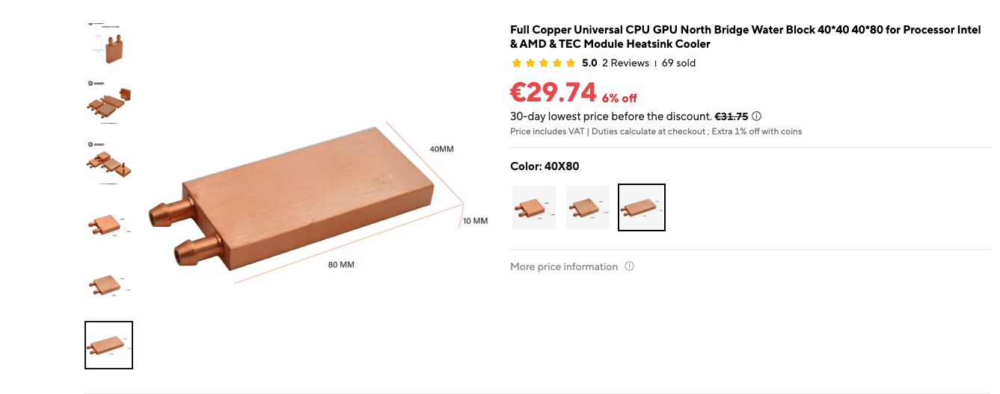 Full Copper Universal CPU GPU North Bridge Water Block 40*40 40*80 for Processor Intel
& AMD & TEC Module Heatsink Cooler
5.0 2 Reviews | 69 sold
€29.74 6% off
30-day lowest price before the discount. €31.75
Price includes VAT | Duties calculate at checkout ; Extra 1% off with coins
Color: 40X80
More price information
40MM
10 MM
80 MM